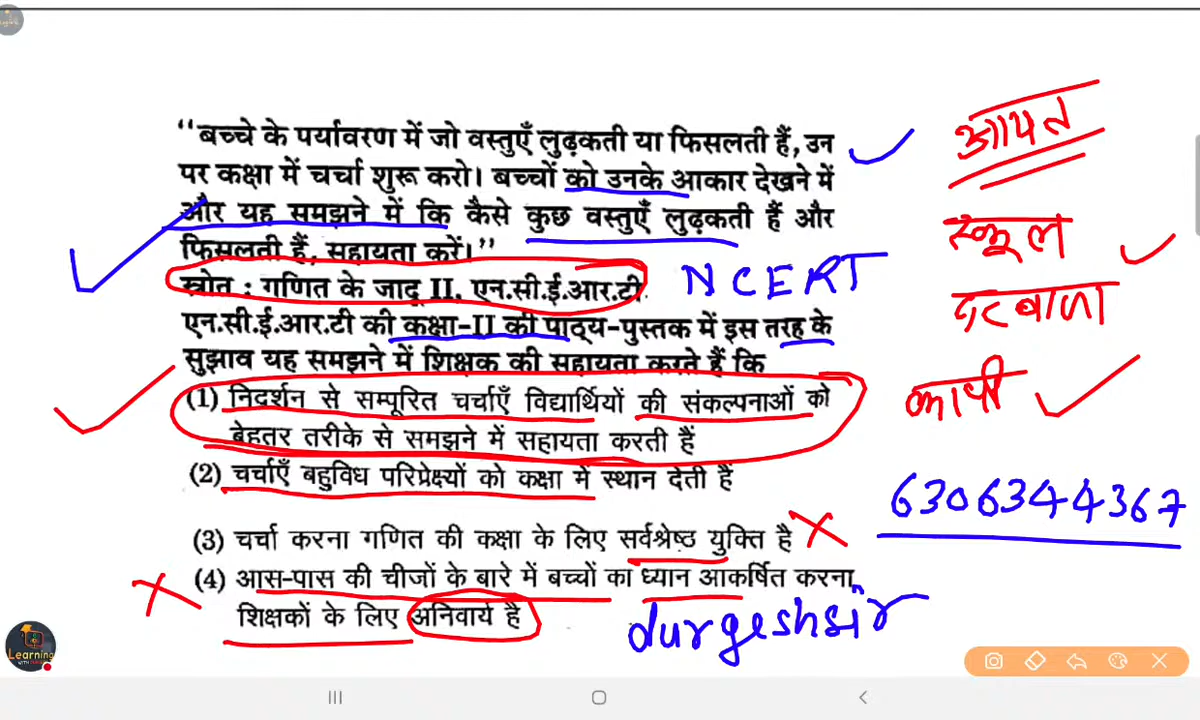 “बच्चे के पर्यावरण में जो वस्तुएँ लुढ़कती या फिसलती हैं, उन
पर कक्षा में चर्चा शुरू करो। बच्चों को उनके आकार देखने में
और यह समझने में कि कैसे कुछ वस्तुएँ लुढ़कती हैं और
फिसलती हैं, सहायता करें।”
स्रोत : गणित के जादू II, एन.सी.ई.आर.टी.
NCERT
एन.सी.ई.आर.टी की कक्षा-II की पाठ्य-पुस्तक में इस तरह के
सुझाव यह समझने में शिक्षक की सहायता करते हैं कि
(1) निदर्शन से सम्पूरित चर्चाएँ विद्यार्थियों की संकल्पनाओं को
बेहतर तरीके से समझने में सहायता करती हैं
(2) चर्चाएँ बहुविध परिप्रेक्ष्यों को कक्षा में स्थान देती हैं
(3) चर्चा करना गणित की कक्षा के लिए सर्वश्रेष्ठ युक्ति है
(4) आस-पास की चीजों के बारे में बच्चों का ध्यान आकर्षित करना
शिक्षकों के लिए अनिवार्य है
आयत
स्कूल
कापी
6306344367
durgeshsir
Learning